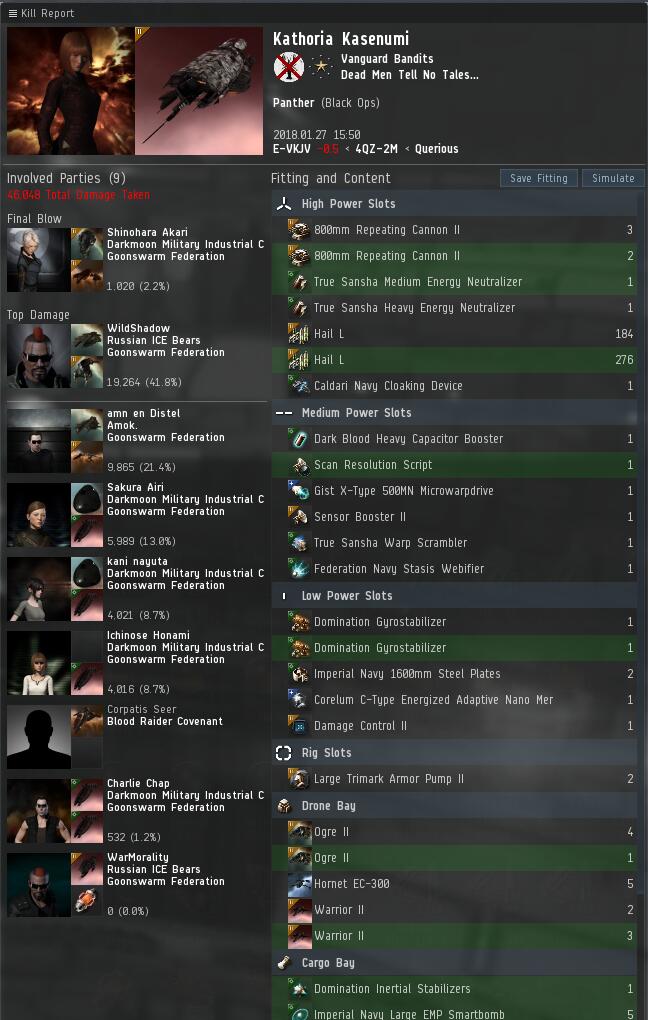 Kill Report
Kathoria Kasenumi
Vanguard Bandits
Dead Men Tell No Tales...
Panther (Black Ops)
2018.01.27 15:50
E-VKJV -0.5 < 4QZ-2M < Querious
Involved Parties (9)
46,048 Total Damage Taken
Final Blow
Shinohara Akari
Darkmoon Military Industrial C
Goonswarm Federation
1,020 (2.2%)
Top Damage
WildShadow
Russian ICE Bears
Goonswarm Federation
19,264 (41.8%)
amn en Distel
Amok.
Goonswarm Federation
9,865 (21.4%)
Sakura Airi
Darkmoon Military Industrial C
Goonswarm Federation
5,989 (13.0%)
kani nayuta
Darkmoon Military Industrial C
Goonswarm Federation
4,021 (8.7%)
Ichinose Honami
Darkmoon Military Industrial C
Goonswarm Federation
4,016 (8.7%)
Corpatis Seer
Blood Raider Covenant
Charlie Chap
Darkmoon Military Industrial C
Goonswarm Federation
532 (1.2%)
WarMorality
Russian ICE Bears
Goonswarm Federation
0 (0.0%)
Fitting and Content
Save Fitting
Simulate
High Power Slots
800mm Repeating Cannon II 3
800mm Repeating Cannon II 2
True Sansha Medium Energy Neutralizer 1
True Sansha Heavy Energy Neutralizer 1
Hail L 184
Hail L 276
Caldari Navy Cloaking Device 1
Medium Power Slots
Dark Blood Heavy Capacitor Booster 1
Scan Resolution Script 1
Gist X-Type 500MN Microwarpdrive 1
Sensor Booster II 1
True Sansha Warp Scrambler 1
Federation Navy Stasis Webifier 1
Low Power Slots
Domination Gyrostabilizer 1
Domination Gyrostabilizer 1
Imperial Navy 1600mm Steel Plates 2
Corelum C-Type Energized Adaptive Nano Mer 1
Damage Control II 1
Rig Slots
Large Trimark Armor Pump II 2
Drone Bay
Ogre II 4
Ogre II 1
Hornet EC-300 5
Warrior II 2
Warrior II 3
Cargo Bay
Domination Inertial Stabilizers 1
Imperial Navy Large EMP Smartbomb 5